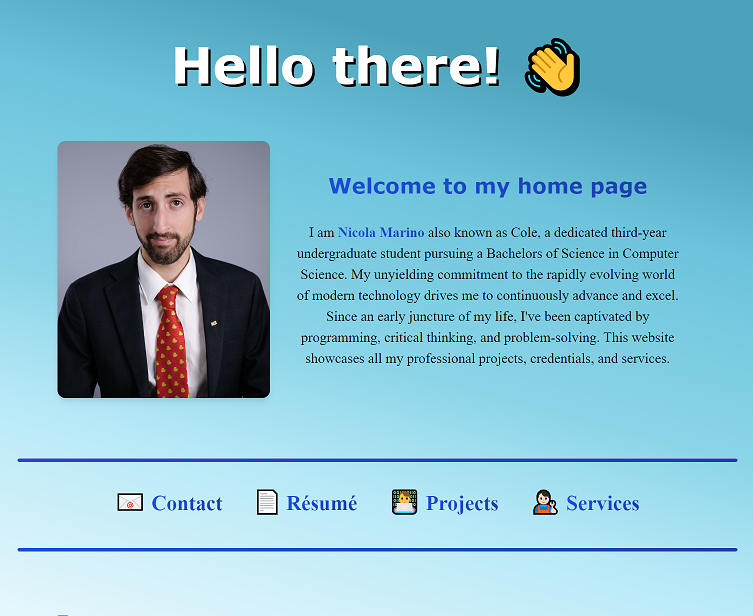 Hello there! 👋
Welcome to my home page
I am Nicola Marino also known as Cole, a dedicated third-year
undergraduate student pursuing a Bachelors of Science in Computer
Science. My unyielding commitment to the rapidly evolving world
of modern technology drives me to continuously advance and excel.
Since an early juncture of my life, I've been captivated by
programming, critical thinking, and problem-solving. This website
showcases all my professional projects, credentials, and services.
Contact Résumé Projects Services